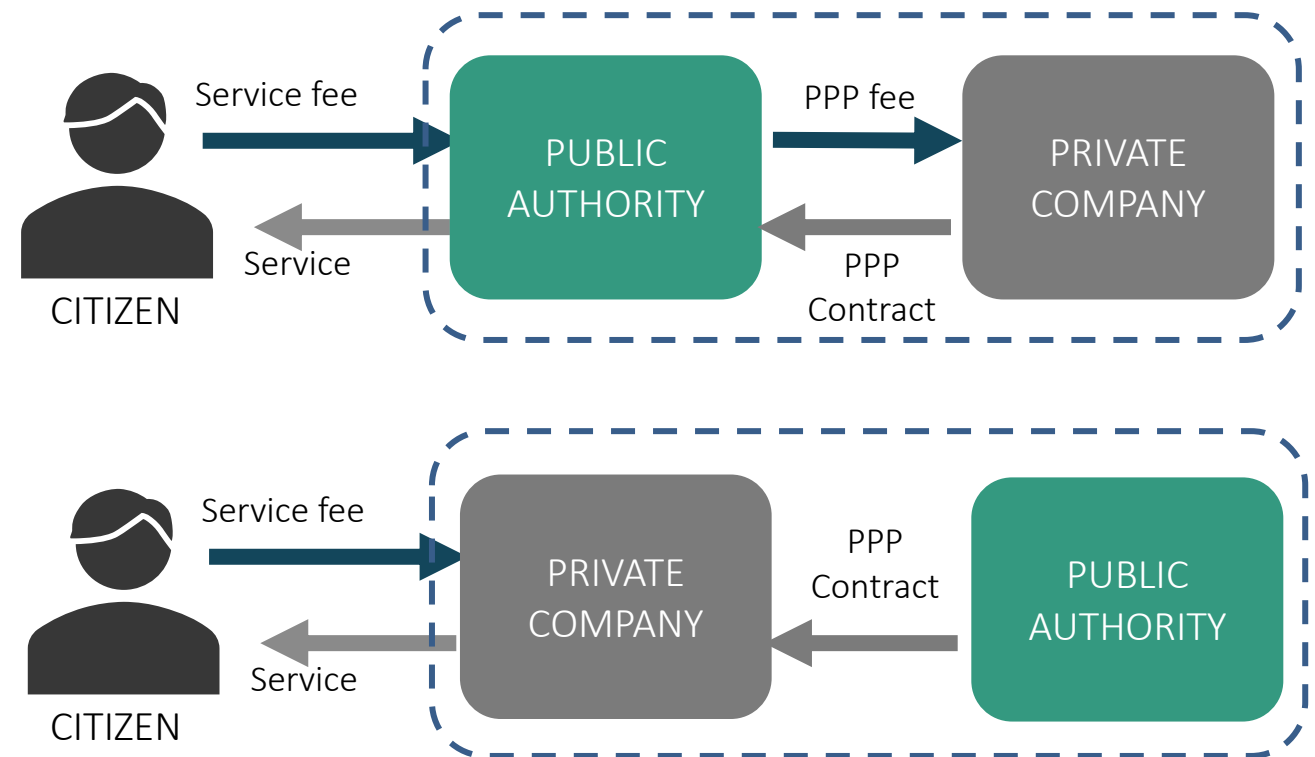 Service fee
PPP fee
PUBLIC
AUTHORITY
PRIVATE
COMPANY
Service
PPP
Contract
CITIZEN
Service fee
PPP
Contract
PRIVATE
COMPANY
PUBLIC
AUTHORITY
Service
CITIZEN